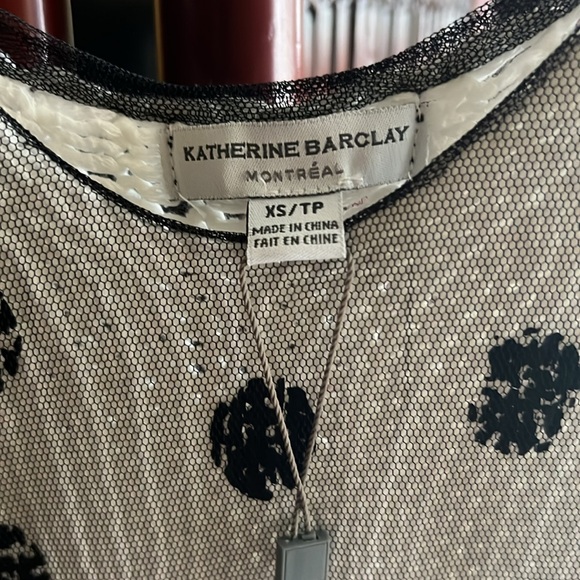 KATHERINE BARCLAY
MONTRÉAL
XS/TP
MADE IN CHINA
FAIT EN CHINE